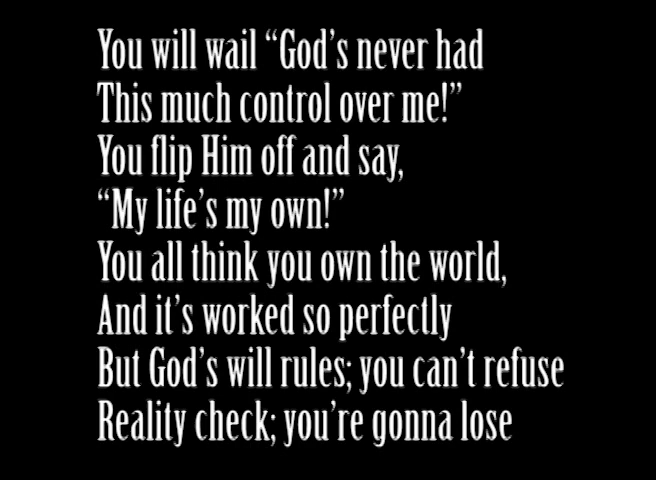 You will wail “God’s never had
This much control over me!”
You flip Him off and say,
“My life’s my own!”
You all think you own the world,
And it’s worked so perfectly
But God’s will rules; you can’t refuse
Reality check; you’re gonna lose